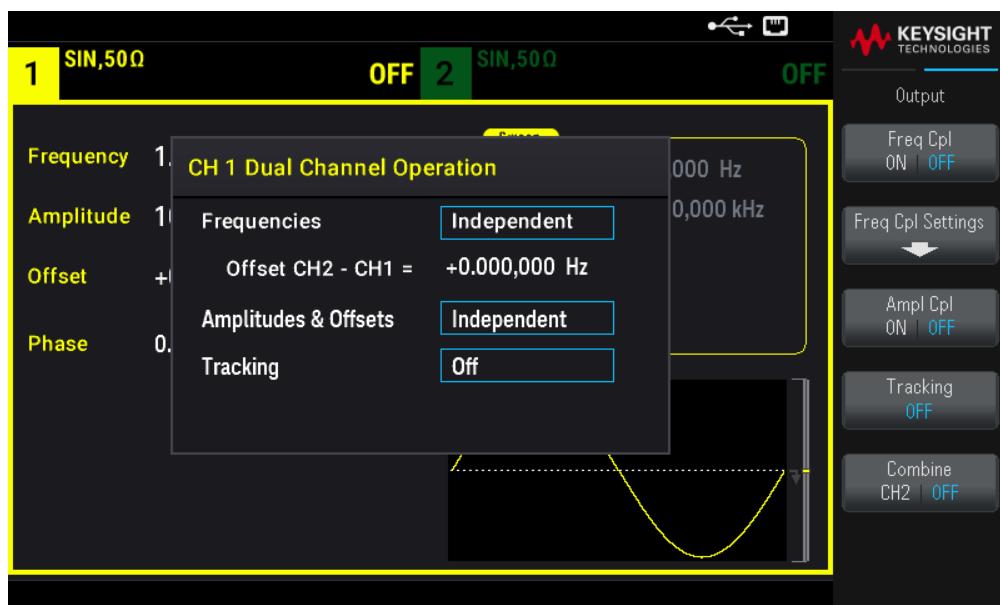 KEYSIGHT
TECHNOLOGIES
1 SIN,50Ω OFF
2 SIN,50Ω OFF
CH 1 Dual Channel Operation
Frequencies Independent
Offset CH2 - CH1 = +0.000,000 Hz
Amplitudes & Offsets Independent
Tracking Off
Frequency 1.
Amplitude
Offset
Phase 0.
000 Hz
0,000 kHz
Output
Freq Cpl
ON | OFF
Freq Cpl Settings
Ampl Cpl
ON | OFF
Tracking
OFF
Combine
CH2 | OFF